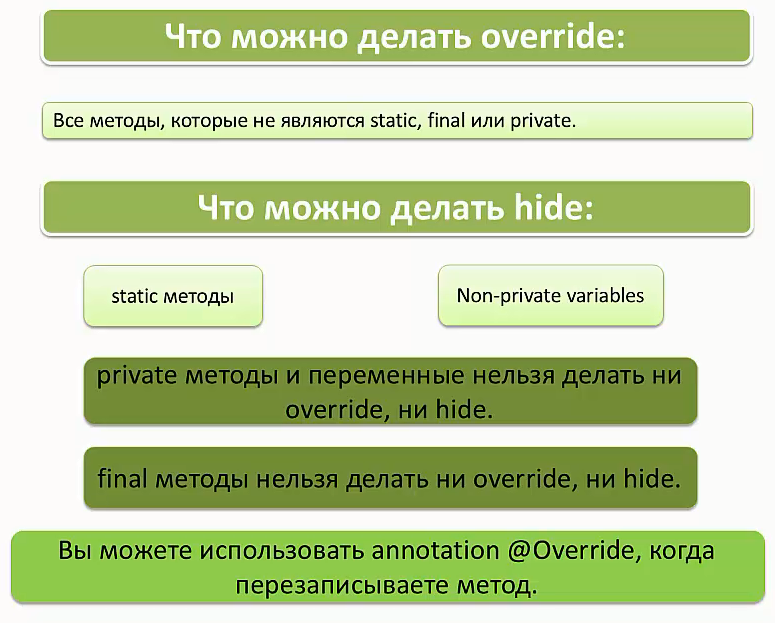 Что можно делать override:
Все методы, которые не являются static, final или private.
Что можно делать hide:
static методы
Non-private variables
private методы и переменные нельзя делать ни
override, ни hide.
final методы нельзя делать ни override, ни hide.
Вы можете использовать annotation @Override, когда
перезаписываете метод.